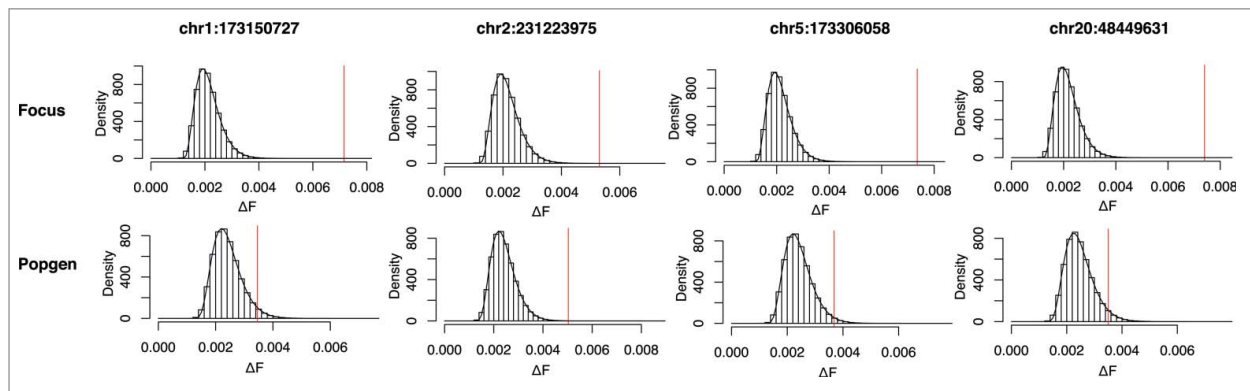 chr1:173150727 chr2:231223975 chr5:173306058 chr20:48449631
Focus
Density
0 400 800
0.000 0.002 0.004 0.006 0.008
ΔF
Density
0 400 800
0.000 0.002 0.004 0.006
ΔF
Density
0 400 800
0.000 0.002 0.004 0.006 0.008
ΔF
Density
0 400 800
0.000 0.002 0.004 0.006 0.008
ΔF
Popgen
Density
0 400 800
0.000 0.002 0.004 0.006
ΔF
Density
0 400 800
0.000 0.002 0.004 0.006
ΔF
Density
0 400 800
0.000 0.002 0.004 0.006
ΔF
Density
0 400 800
0.000 0.002 0.004 0.006
ΔF